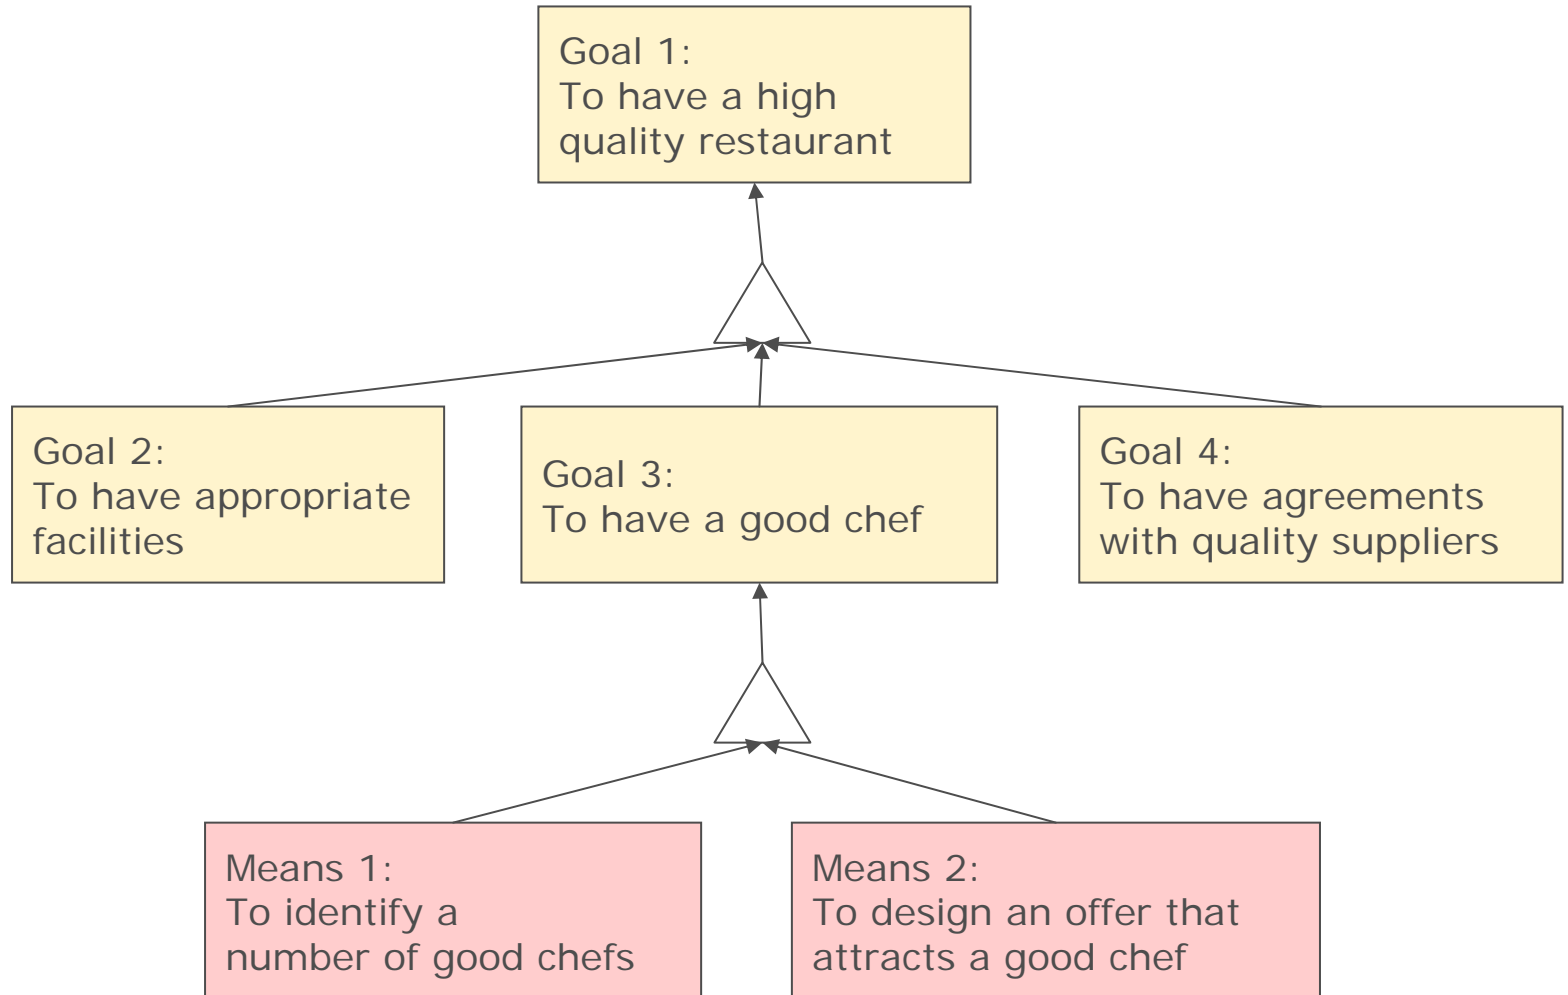 Goal 1:
To have a high
quality restaurant
Goal 2:
To have appropriate
facilities
Goal 3:
To have a good chef
Goal 4:
To have agreements
with quality suppliers
Means 1:
To identify a
number of good chefs
Means 2:
To design an offer that
attracts a good chef